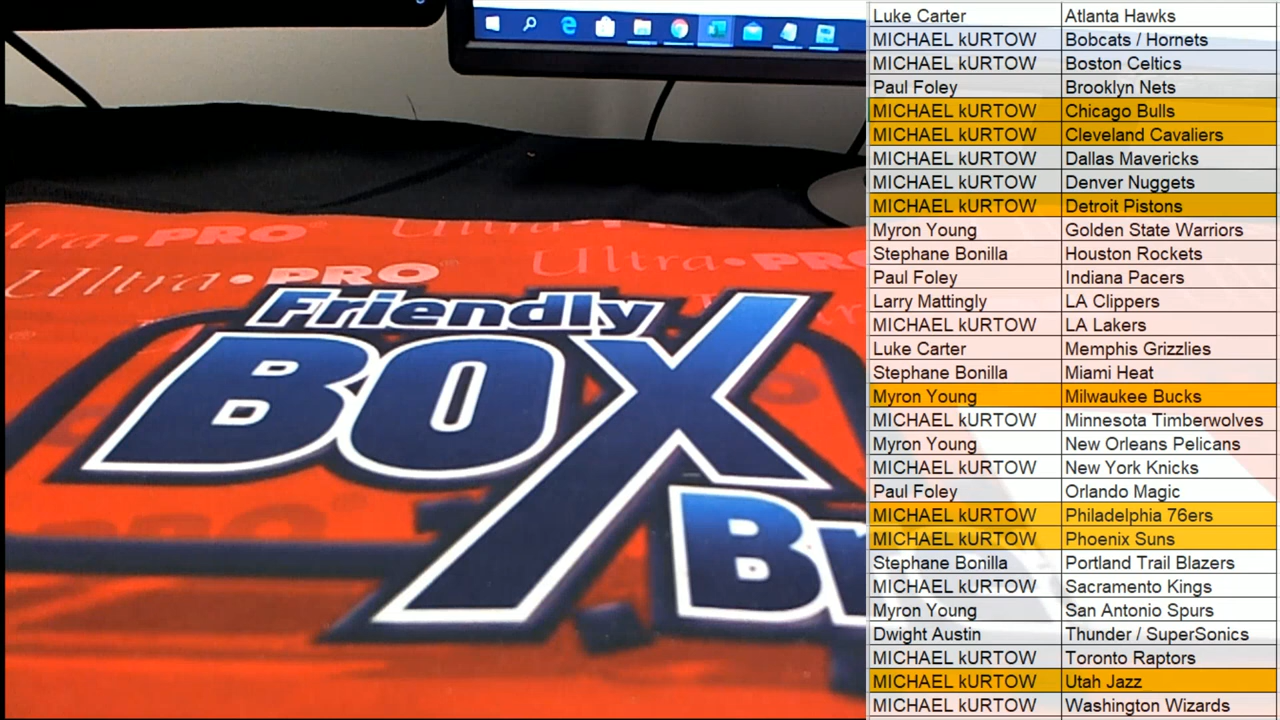 Ultra•PRO®
Ultra•PRO®
Ultra•PRO
Friendly
BOX
Luke Carter Atlanta Hawks
MICHAEL kURTOW Bobcats / Hornets
MICHAEL kURTOW Boston Celtics
Paul Foley Brooklyn Nets
MICHAEL kURTOW Chicago Bulls
MICHAEL kURTOW Cleveland Cavaliers
MICHAEL kURTOW Dallas Mavericks
MICHAEL kURTOW Denver Nuggets
MICHAEL kURTOW Detroit Pistons
Myron Young Golden State Warriors
Stephane Bonilla Houston Rockets
Paul Foley Indiana Pacers
Larry Mattingly LA Clippers
MICHAEL kURTOW LA Lakers
Luke Carter Memphis Grizzlies
Stephane Bonilla Miami Heat
Myron Young Milwaukee Bucks
MICHAEL kURTOW Minnesota Timberwolves
Myron Young New Orleans Pelicans
MICHAEL kURTOW New York Knicks
Paul Foley Orlando Magic
MICHAEL kURTOW Philadelphia 76ers
MICHAEL kURTOW Phoenix Suns
Stephane Bonilla Portland Trail Blazers
MICHAEL kURTOW Sacramento Kings
Myron Young San Antonio Spurs
Dwight Austin Thunder / SuperSonics
MICHAEL kURTOW Toronto Raptors
MICHAEL kURTOW Utah Jazz
MICHAEL kURTOW Washington Wizards